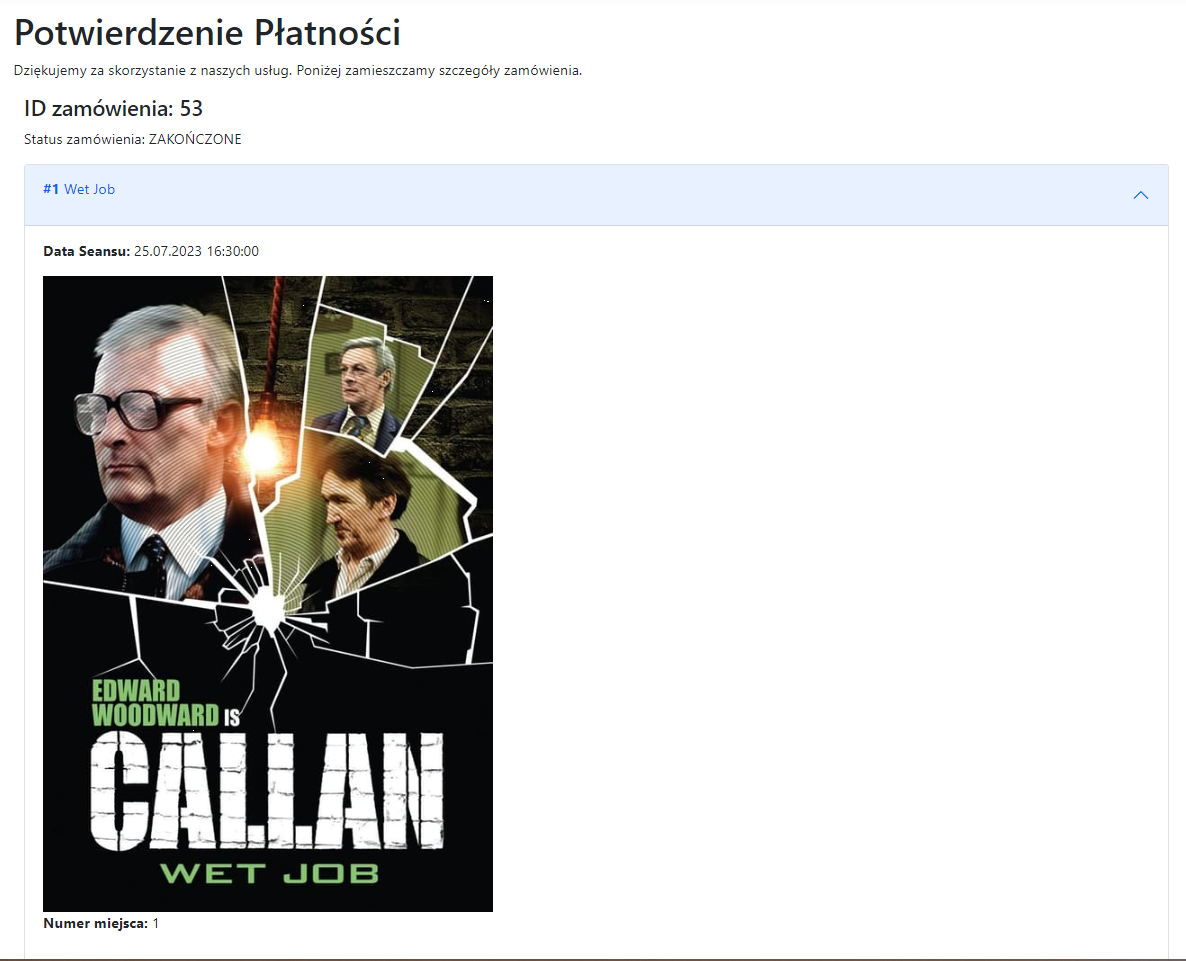 Potwierdzenie Płatności
Dziękujemy za skorzystanie z naszych usług. Poniżej zamieszczamy szczegóły zamówienia.
ID zamówienia: 53
Status zamówienia: ZAKOŃCZONE
#1 Wet Job
Data Seansu: 25.07.2023 16:30:00
EDWARD
WOODWARD IS
CALLAN
WET JOB
Numer miejsca: 1